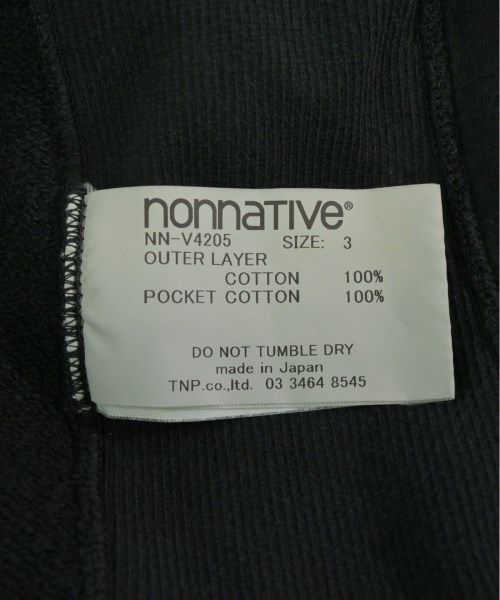 nonnative®
NN-V4205 SIZE: 3
OUTER LAYER
COTTON 100%
POCKET COTTON 100%
DO NOT TUMBLE DRY
made in Japan
TNP.co.,ltd. 03 3464 8545